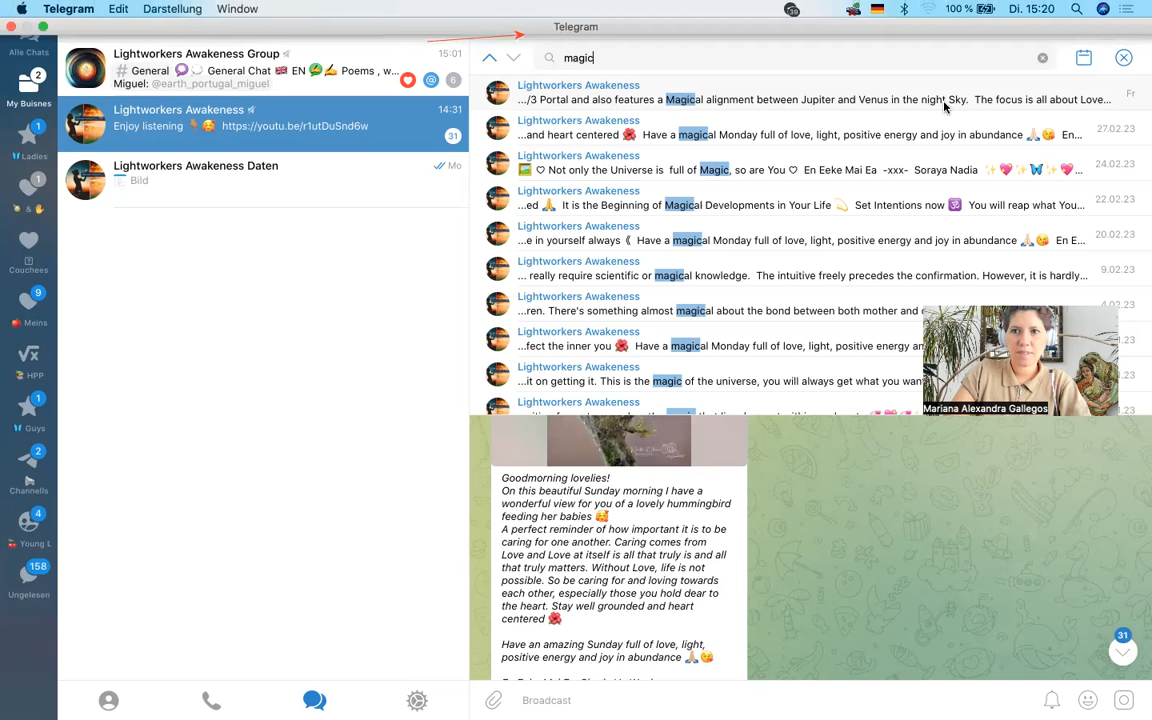 Telegram Edit Darstellung Window
39
100 % Di. 15:20
Telegram
Alle Chats
2
My Buisnes
1
Ladies
1
&
Couchees
9
Meins
HPP
1
Guys
2
Channells
4
Young L
158
Ungelesen
Lightworkers Awakeness Group 15:01
# General General Chat EN Poems , w...
Miguel: @earth_portugal_miguel @ 6
Lightworkers Awakeness 14:31
Enjoy listening https://youtu.be/r1utDuSnd6w 31
Lightworkers Awakeness Daten Mo
Bild
magic
Lightworkers Awakeness
.../3 Portal and also features a Magical alignment between Jupiter and Venus in the night Sky. The focus is all about Love... Fr
Lightworkers Awakeness
...and heart centered 🌺 Have a magical Monday full of love, light, positive energy and joy in abundance 🙏🏼😘 En... 27.02.23
Lightworkers Awakeness
🖼️ ♡ Not only the Universe is full of Magic, so are You ♡ En Eeke Mai Ea -xxx- Soraya Nadia ✨💖✨🦋✨💖... 24.02.23
Lightworkers Awakeness
...ed 🙏 It is the Beginning of Magical Developments in Your Life 💫 Set Intentions now 🕉 You will reap what You... 22.02.23
Lightworkers Awakeness
...e in yourself always ⟪ Have a magical Monday full of love, light, positive energy and joy in abundance 🙏🏼😘 En E... 20.02.23
Lightworkers Awakeness
... really require scientific or magical knowledge. The intuitive freely precedes the confirmation. However, it is hardly... 9.02.23
Lightworkers Awakeness
...ren. There's something almost magical about the bond between both mother and 4.02.23
Lightworkers Awakeness
...fect the inner you 🌺 Have a magical Monday full of love, light, positive energy an
Lightworkers Awakeness
...it on getting it. This is the magic of the universe, you will always get what you wan
Lightworkers Awakeness
Mariana Alexandra Gallegos
Goodmorning lovelies!
On this beautiful Sunday morning I have a
wonderful view for you of a lovely hummingbird
feeding her babies 🥰
A perfect reminder of how important it is to be
caring for one another. Caring comes from
Love and Love at itself is all that truly is and all
that truly matters. Without Love, life is not
possible. So be caring for and loving towards
each other, especially those you hold dear to
the heart. Stay well grounded and heart
centered 🌺
Have an amazing Sunday full of love, light,
positive energy and joy in abundance 🙏🏼😘
31
Broadcast